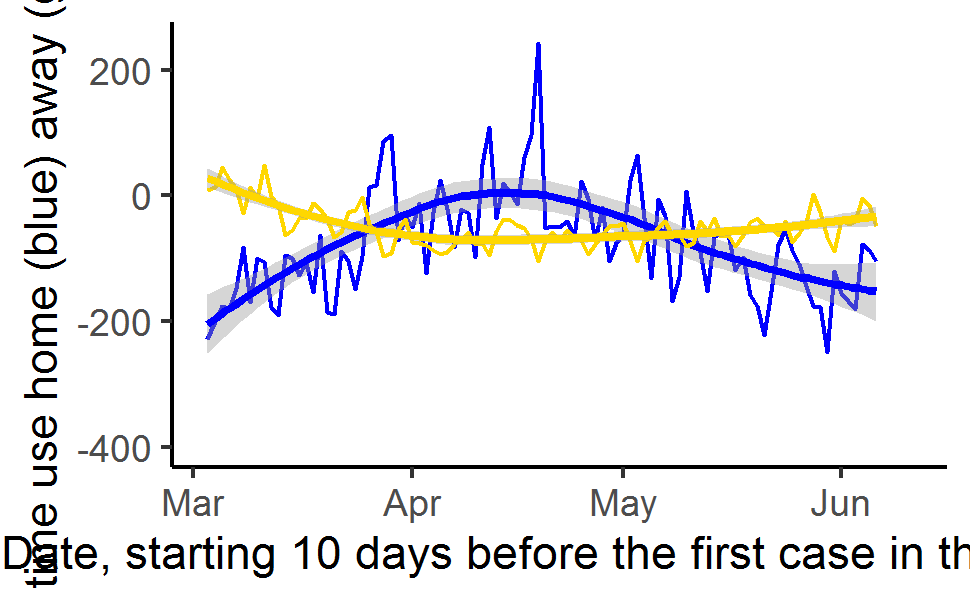 time use home (blue) away (
200
0
-200
-400
Mar Apr May Jun
Date, starting 10 days before the first case in th